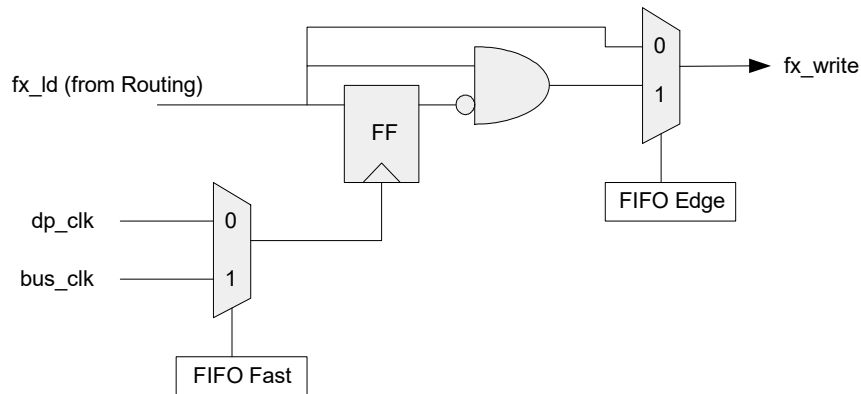 0
fx_write
fx_ld (from Routing)
1
FF
FIFO Edge
dp_clk
0
bus_clk
1
FIFO Fast